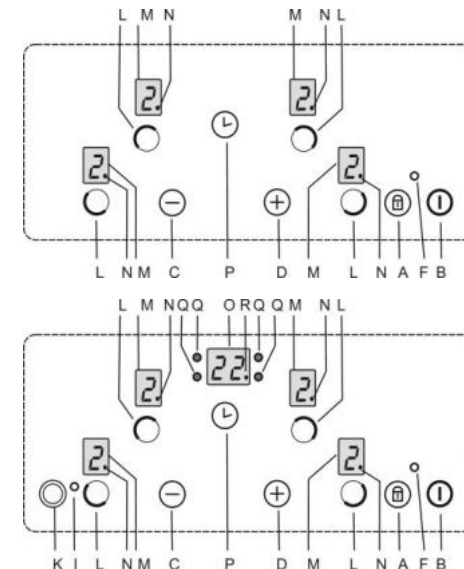 L M N M N L
2. 2.
2. 2.
L N M C P D M L N A F B
L M N Q Q O R Q Q M N L
22.
2. 2.
2. 2.
K I L N M C P D M L N A F B